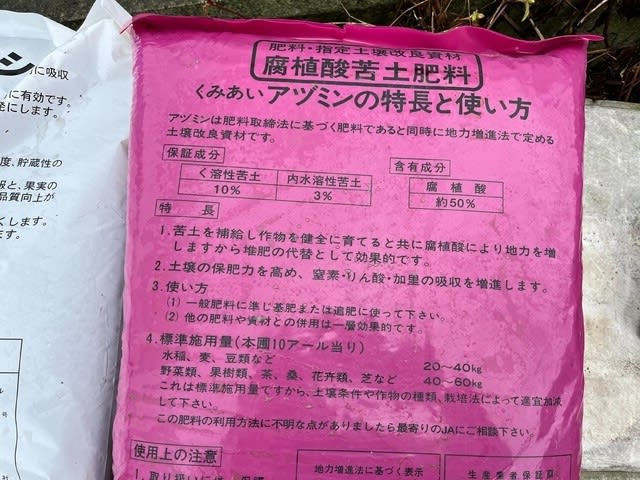 に吸収
に有効です。
発にします。
度、貯蔵性の
果実の
品質向上が
くします。
ます。
肥料・指定土壌改良資材
腐植酸苦土肥料
くみあいアヅミンの特長と使い方
アヅミンは肥料取締法に基づく肥料であると同時に地力増進法で定める
土壌改良資材です。
保証成分
く溶性苦土 内水溶性苦土
10% 3%
含有成分
腐植酸
約50%
特長
1.苦土を補給し作物を健全に育てると共に腐植酸により地力を増
しますから堆肥の代替として効果的です。
2.土壌の保肥力を高め、窒素・りん酸・加里の吸収を増進します。
3.使い方
(1) 一般肥料に準じ基肥または追肥に使って下さい。
(2) 他の肥料や資材との併用は一層効果的です。
4.標準施用量(本圃10アール当り)
水稲、麦、豆類など 20〜40kg
野菜類、果樹類、茶、桑、花卉類、芝など 40〜60kg
これは標準施用量ですから、土壌条件や作物の種類、栽培法によって適宜加減
して下さい。
この肥料の利用方法に不明な点がありましたら最寄りのJAにご相談下さい。
使用上の注意
地力増進法に基づく表示
生産業者保証票
1.取り扱いに